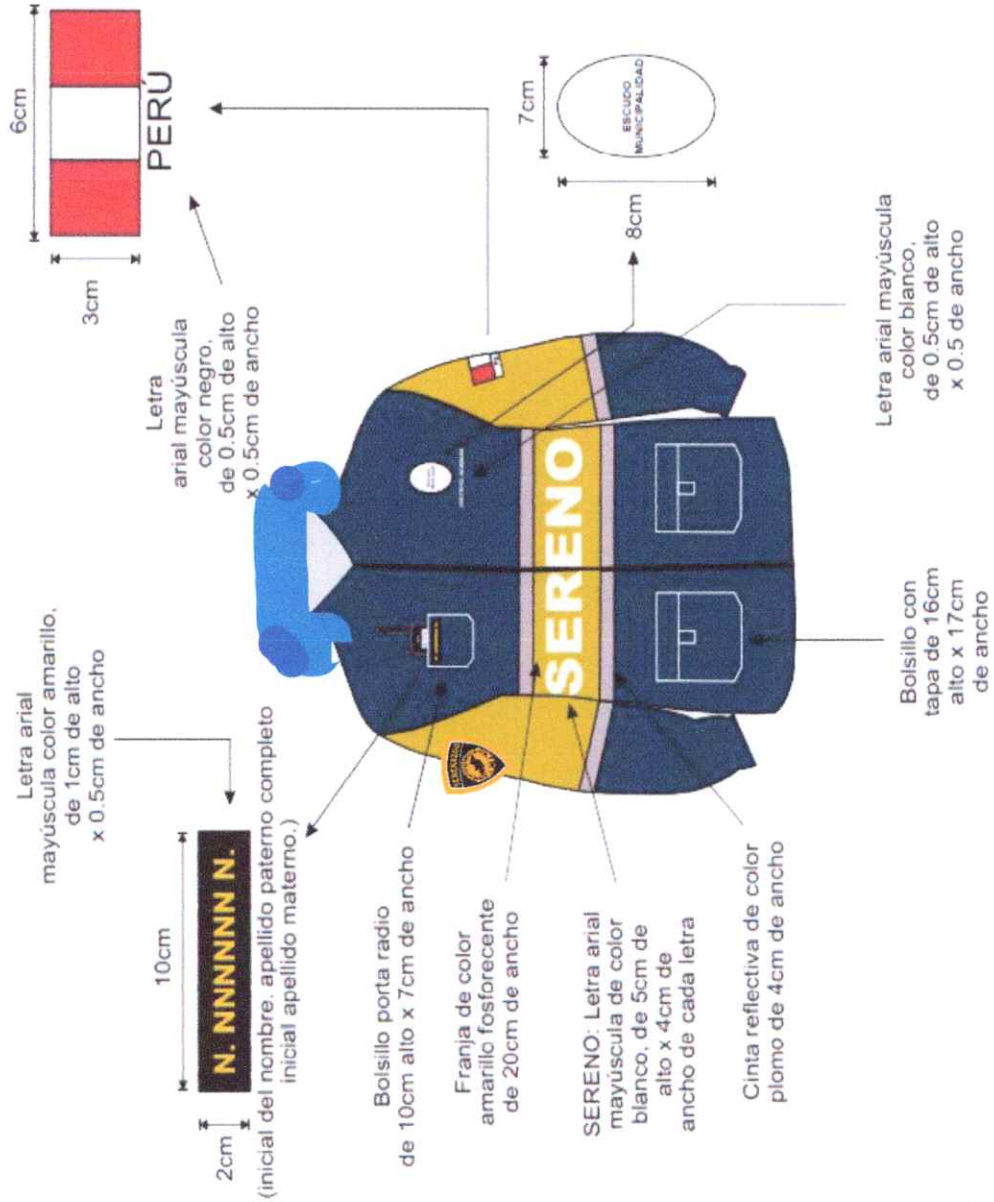 Letra arial
mayúscula color amarillo,
de 1cm de alto
x 0.5cm de ancho
10cm
2cm
N. NNNNNN N.
(inicial del nombre, apellido paterno completo
inicial apellido materno.)
Bolsillo porta radio
de 10cm alto x 7cm de ancho
Franja de color
amarillo fosforecente
de 20cm de ancho
SERENO: Letra arial
mayúscula de color
blanco, de 5cm de
alto x 4cm de
ancho de cada letra
Cinta reflectiva de color
plomo de 4cm de ancho
SERENO
Bolsillo con
tapa de 16cm
alto x 17cm
de ancho
Letra
arial mayúscula
color negro,
de 0.5cm de alto
x 0.5cm de ancho
6cm
3cm
PERÚ
7cm
8cm
ESCUDO
MUNICIPALIDAD
Letra arial mayúscula
color blanco,
de 0.5cm de alto
x 0.5 de ancho